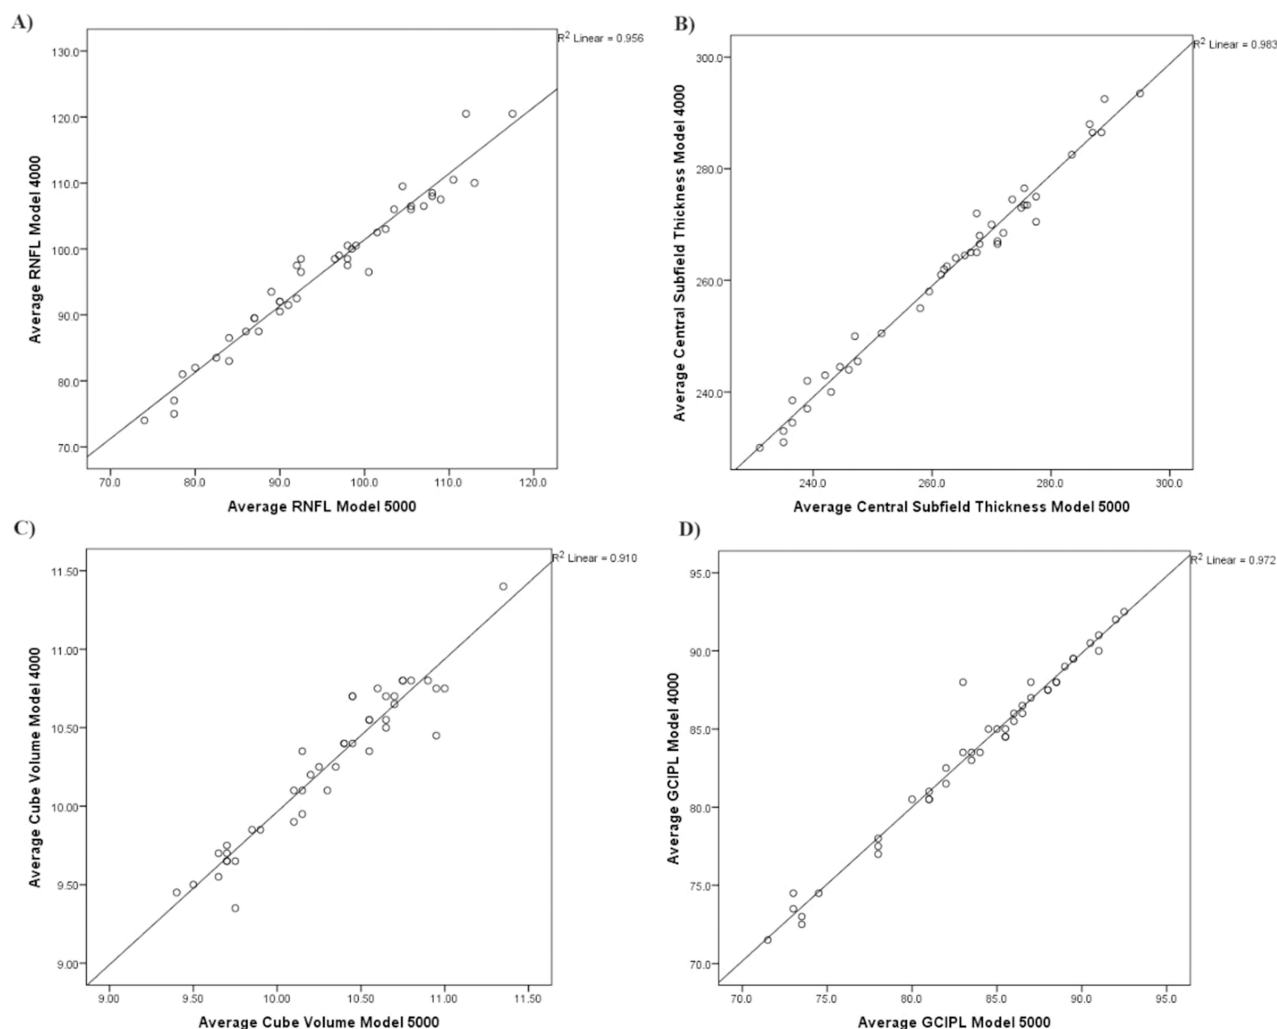 A)
R² Linear = 0.956
130.0
120.0
110.0
100.0
90.0
80.0
70.0
Average RNFL Model 4000
70.0 80.0 90.0 100.0 110.0 120.0
Average RNFL Model 5000
B)
R² Linear = 0.983
300.0
280.0
260.0
240.0
Average Central Subfield Thickness Model 4000
240.0 260.0 280.0 300.0
Average Central Subfield Thickness Model 5000
C)
R² Linear = 0.910
11.50
11.00
10.50
10.00
9.50
9.00
Average Cube Volume Model 4000
9.00 9.50 10.00 10.50 11.00 11.50
Average Cube Volume Model 5000
D)
R² Linear = 0.972
95.0
90.0
85.0
80.0
75.0
70.0
Average GCIPL Model 4000
70.0 75.0 80.0 85.0 90.0 95.0
Average GCIPL Model 5000